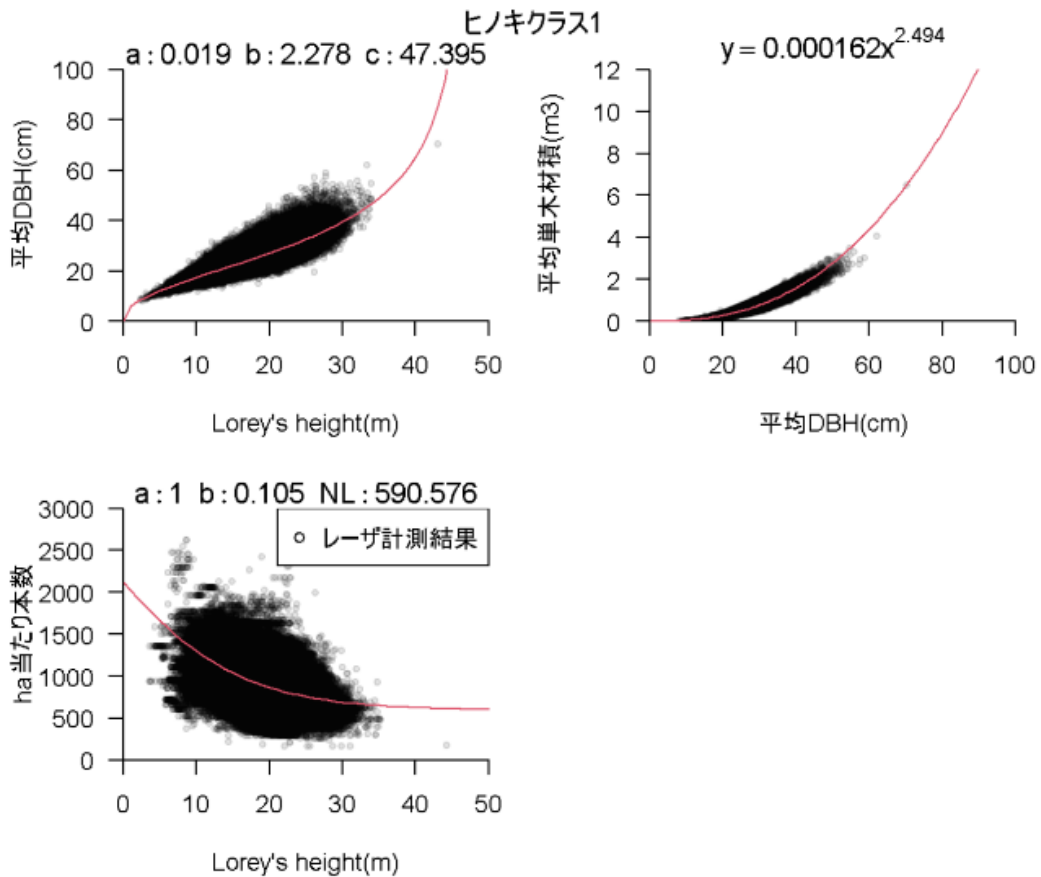 ヒノキクラス1
a : 0.019 b : 2.278 c : 47.395
100
80
60
40
20
0
平均DBH(cm)
0 10 20 30 40 50
Lorey's height(m)
y = 0.000162x^2.494
12
10
8
6
4
2
0
平均単木材積(m3)
0 20 40 60 80 100
平均DBH(cm)
a : 1 b : 0.105 NL : 590.576
3000
2500
2000
1500
1000
500
0
ha当たり本数
レーザ計測結果
0 10 20 30 40 50
Lorey's height(m)